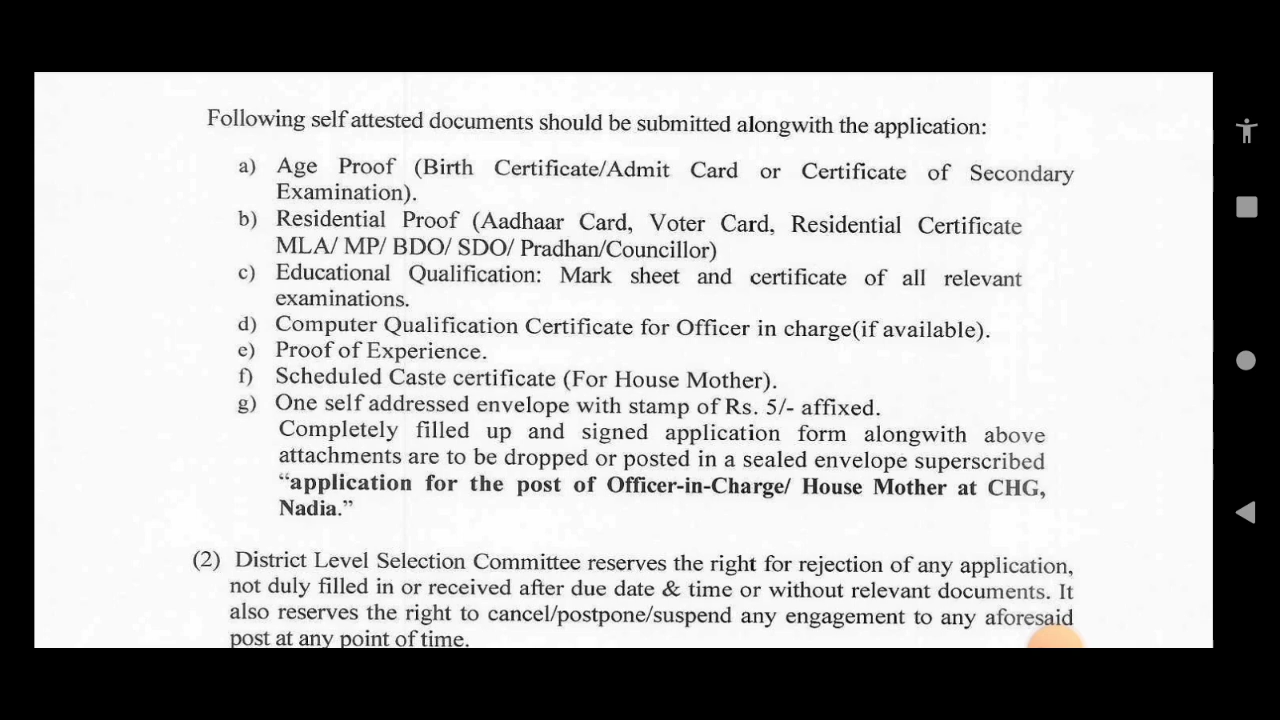 Following self attested documents should be submitted alongwith the application:
a) Age Proof (Birth Certificate/Admit Card or Certificate of Secondary
Examination).
b) Residential Proof (Aadhaar Card, Voter Card, Residential Certificate
MLA/ MP/ BDO/ SDO/ Pradhan/Councillor)
c) Educational Qualification: Mark sheet and certificate of all relevant
examinations.
d) Computer Qualification Certificate for Officer in charge(if available).
e) Proof of Experience.
f) Scheduled Caste certificate (For House Mother).
g) One self addressed envelope with stamp of Rs. 5/- affixed.
Completely filled up and signed application form alongwith above
attachments are to be dropped or posted in a sealed envelope superscribed
“application for the post of Officer-in-Charge/ House Mother at CHG,
Nadia.”
(2) District Level Selection Committee reserves the right for rejection of any application,
not duly filled in or received after due date & time or without relevant documents. It
also reserves the right to cancel/postpone/suspend any engagement to any aforesaid
post at any point of time.